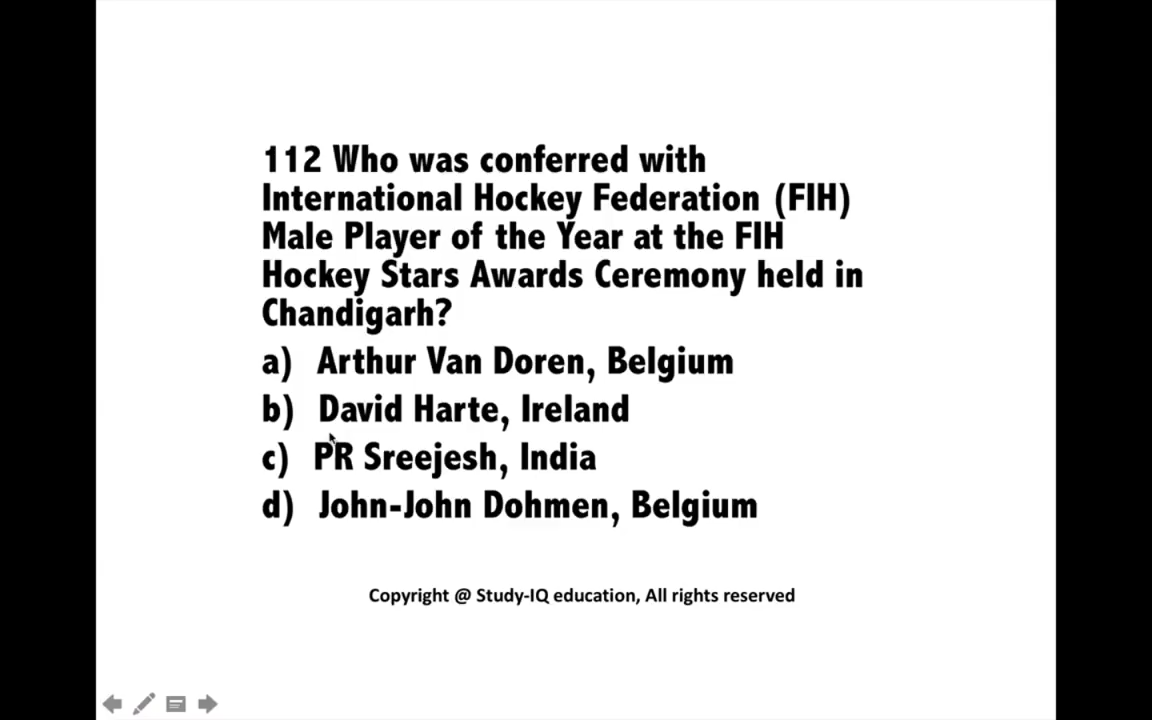 112 Who was conferred with
International Hockey Federation (FIH)
Male Player of the Year at the FIH
Hockey Stars Awards Ceremony held in
Chandigarh?
a) Arthur Van Doren, Belgium
b) David Harte, Ireland
c) PR Sreejesh, India
d) John-John Dohmen, Belgium
Copyright @ Study-IQ education, All rights reserved